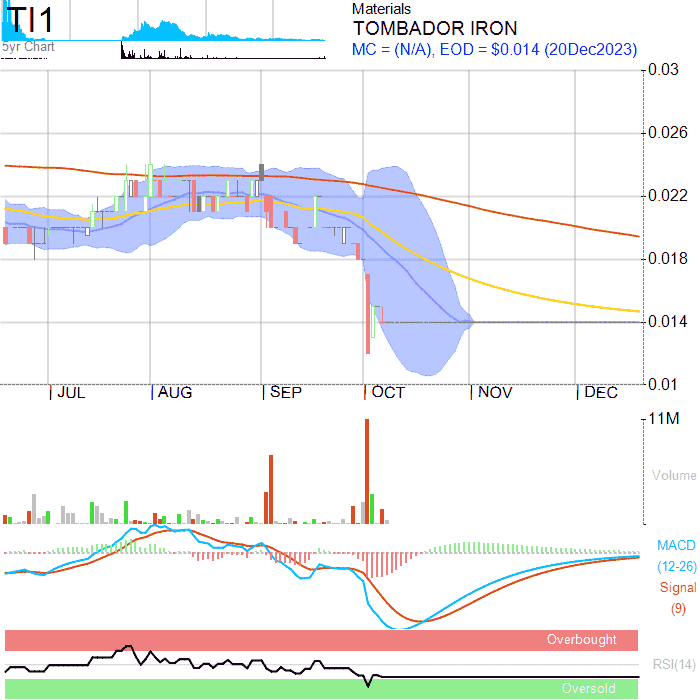 TI1
5yr Chart
Materials
TOMBADOR IRON
MC = (N/A), EOD = $0.014 (20Dec2023)
0.03
0.026
0.022
0.018
0.014
0.01
JUL AUG SEP OCT NOV DEC
11M
Volume
MACD
(12-26)
Signal
(9)
Overbought
RSI(14)
Oversold